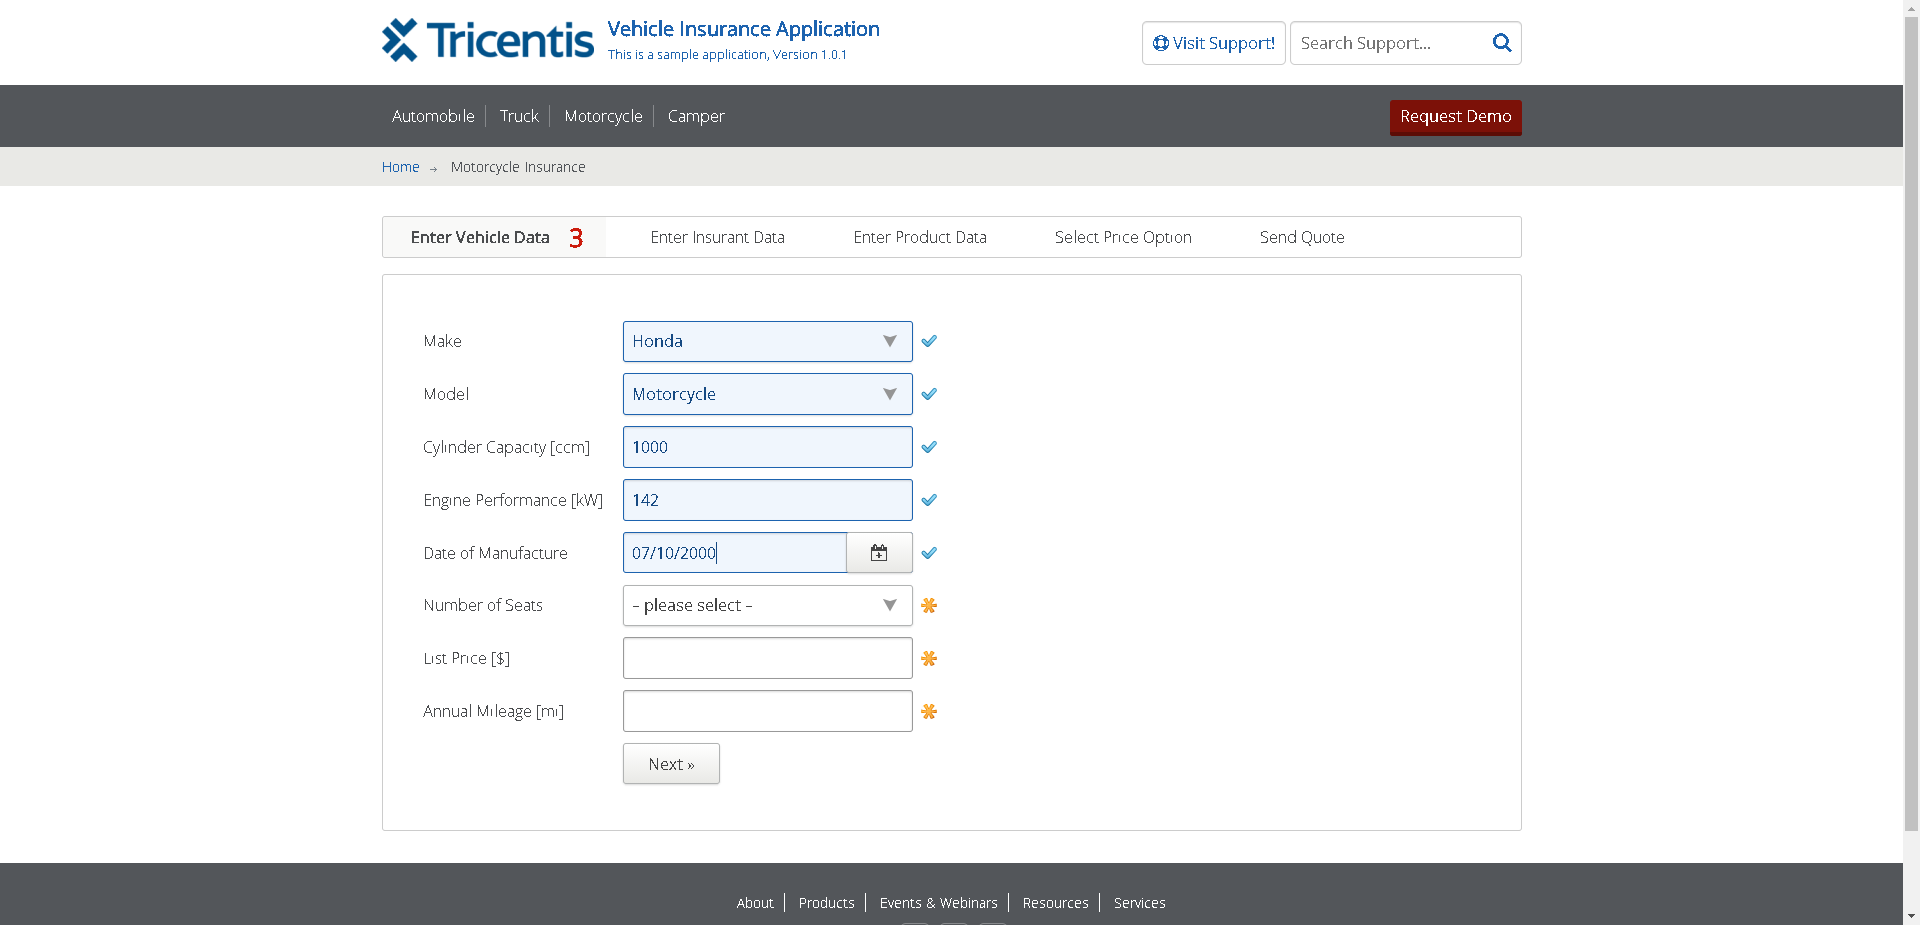 Tricentis
Vehicle Insurance Application
This is a sample application, Version 1.0.1
Visit Support!
Search Support...
Automobile
Truck
Motorcycle
Camper
Request Demo
Home → Motorcycle Insurance
Enter Vehicle Data 3
Enter Insurant Data
Enter Product Data
Select Price Option
Send Quote
Make
Honda
Model
Motorcycle
Cylinder Capacity [ccm]
1000
Engine Performance [kW]
142
Date of Manufacture
07/10/2000
Number of Seats
– please select –
List Price [$]
Annual Mileage [mi]
Next »
About
Products
Events & Webinars
Resources
Services